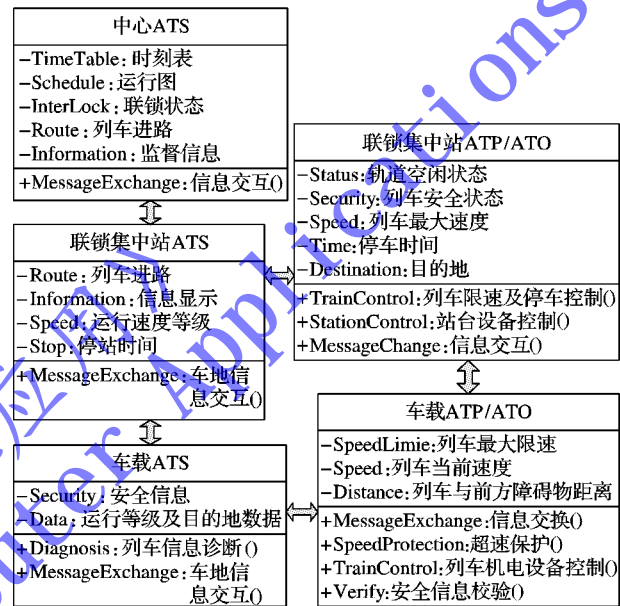 中心ATS
−TimeTable:时刻表
−Schedule:运行图
−InterLock:联锁状态
−Route:列车进路
−Information:监督信息
+MessageExchange:信息交互()
联锁集中站ATS
−Route:列车进路
−Information:信息显示
−Speed:运行速度等级
−Stop:停站时间
+MessageExchange:车地信
息交互()
车载ATS
−Security:安全信息
−Data:运行等级及目的地数据
+Diagnosis:列车信息诊断()
+MessageExchange:车地信
息交互()
联锁集中站ATP/ATO
−Status:轨道空闲状态
−Security:列车安全状态
−Speed:列车最大速度
−Time:停车时间
−Destination:目的地
+TrainControl:列车限速及停车控制()
+StationControl:站台设备控制()
+MessageChange:信息交互()
车载ATP/ATO
−SpeedLimie:列车最大限速
−Speed:列车当前速度
−Distance:列车与前方障碍物距离
+MessageExchange:信息交换()
+SpeedProtection:超速保护()
+TrainControl:列车机电设备控制()
+Verify:安全信息校验()
应用》
uter Applications